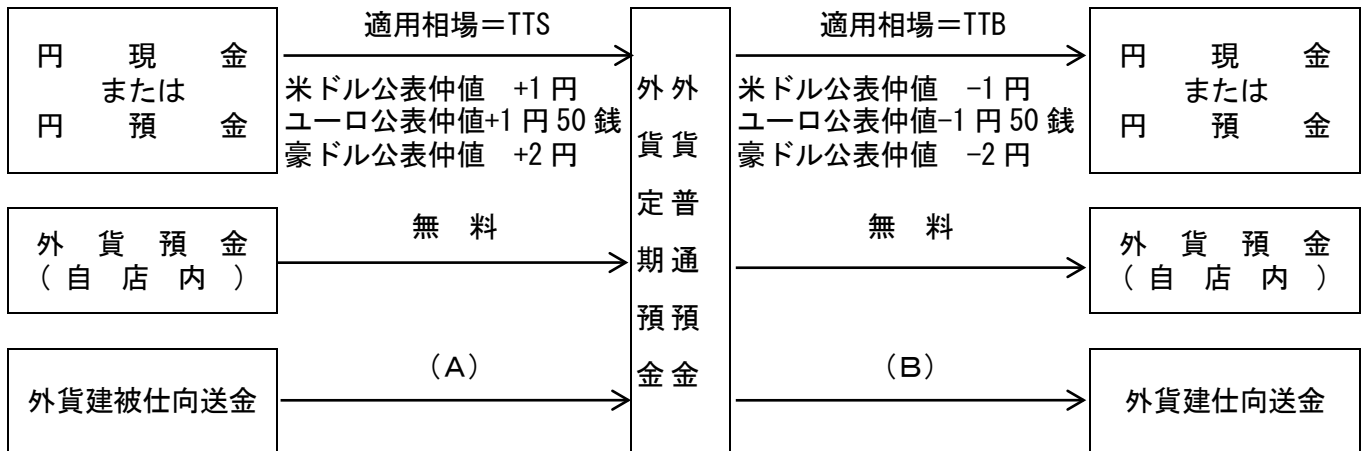 円現金
または
円預金
適用相場＝TTS
米ドル公表仲値 +1円
ユーロ公表仲値+1円50銭
豪ドル公表仲値 +2円
外貨普通預金
外貨定期預金
適用相場＝TTB
米ドル公表仲値 -1円
ユーロ公表仲値-1円50銭
豪ドル公表仲値 -2円
円現金
または
円預金
外貨預金
(自店内)
無料
無料
外貨預金
(自店内)
外貨建被仕向送金
(A)
(B)
外貨建仕向送金